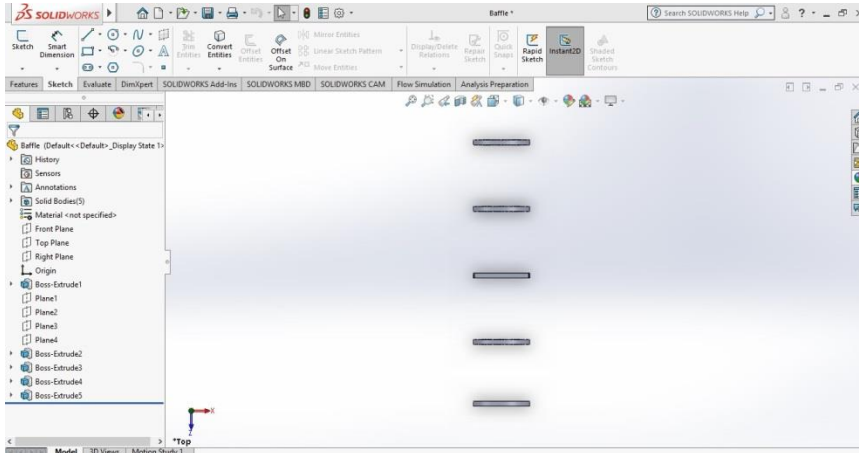 DS SOLIDWORKS
Baffle *
Search SOLIDWORKS Help
Sketch
Smart Dimension
Trim Entities
Convert Entities
Offset Entities
Offset On Surface
Mirror Entities
Linear Sketch Pattern
Move Entities
Display/Delete Relations
Repair Sketch
Quick Snaps
Rapid Sketch
Instant2D
Shaded Sketch Contours
Features
Sketch
Evaluate
DimXpert
SOLIDWORKS Add-Ins
SOLIDWORKS MBD
SOLIDWORKS CAM
Flow Simulation
Analysis Preparation
Baffle (Default<<Default>_Display State 1>
History
Sensors
Annotations
Solid Bodies(5)
Material <not specified>
Front Plane
Top Plane
Right Plane
Origin
Boss-Extrude1
Plane1
Plane2
Plane3
Plane4
Boss-Extrude2
Boss-Extrude3
Boss-Extrude4
Boss-Extrude5
X
Z
*Top
Model
3D Views
Motion Study 1